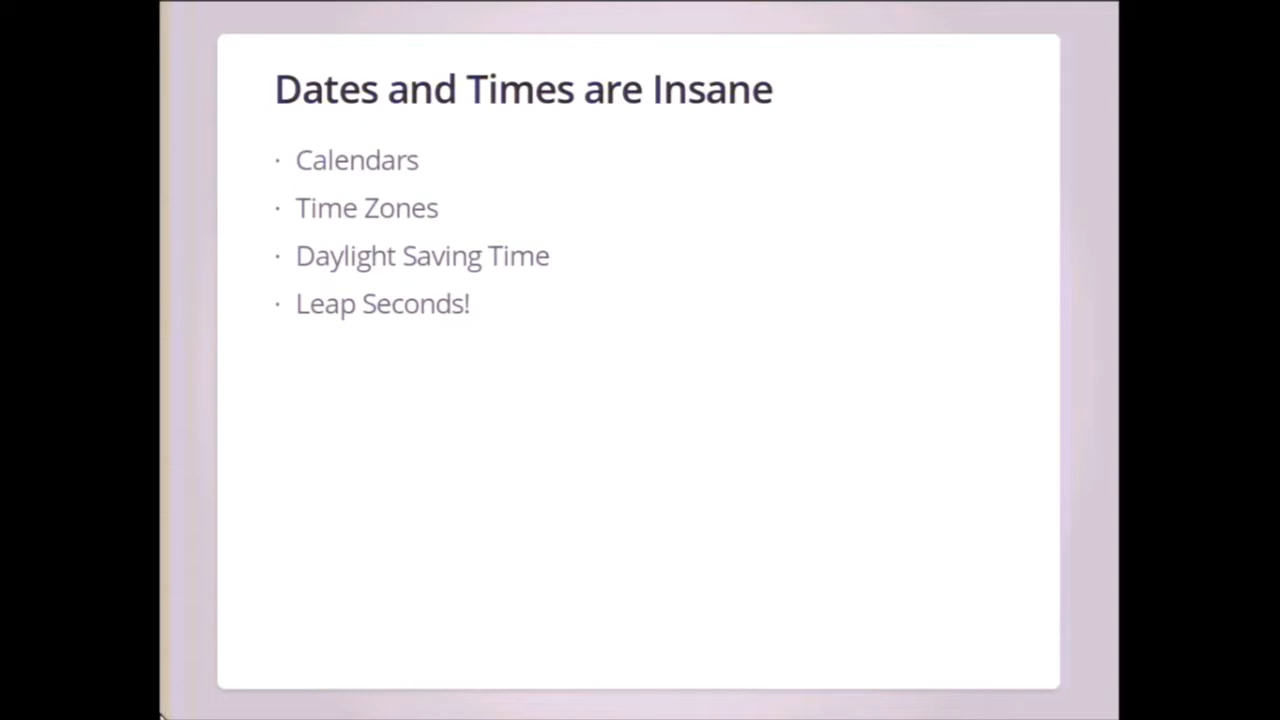 Dates and Times are Insane
· Calendars
· Time Zones
· Daylight Saving Time
· Leap Seconds!